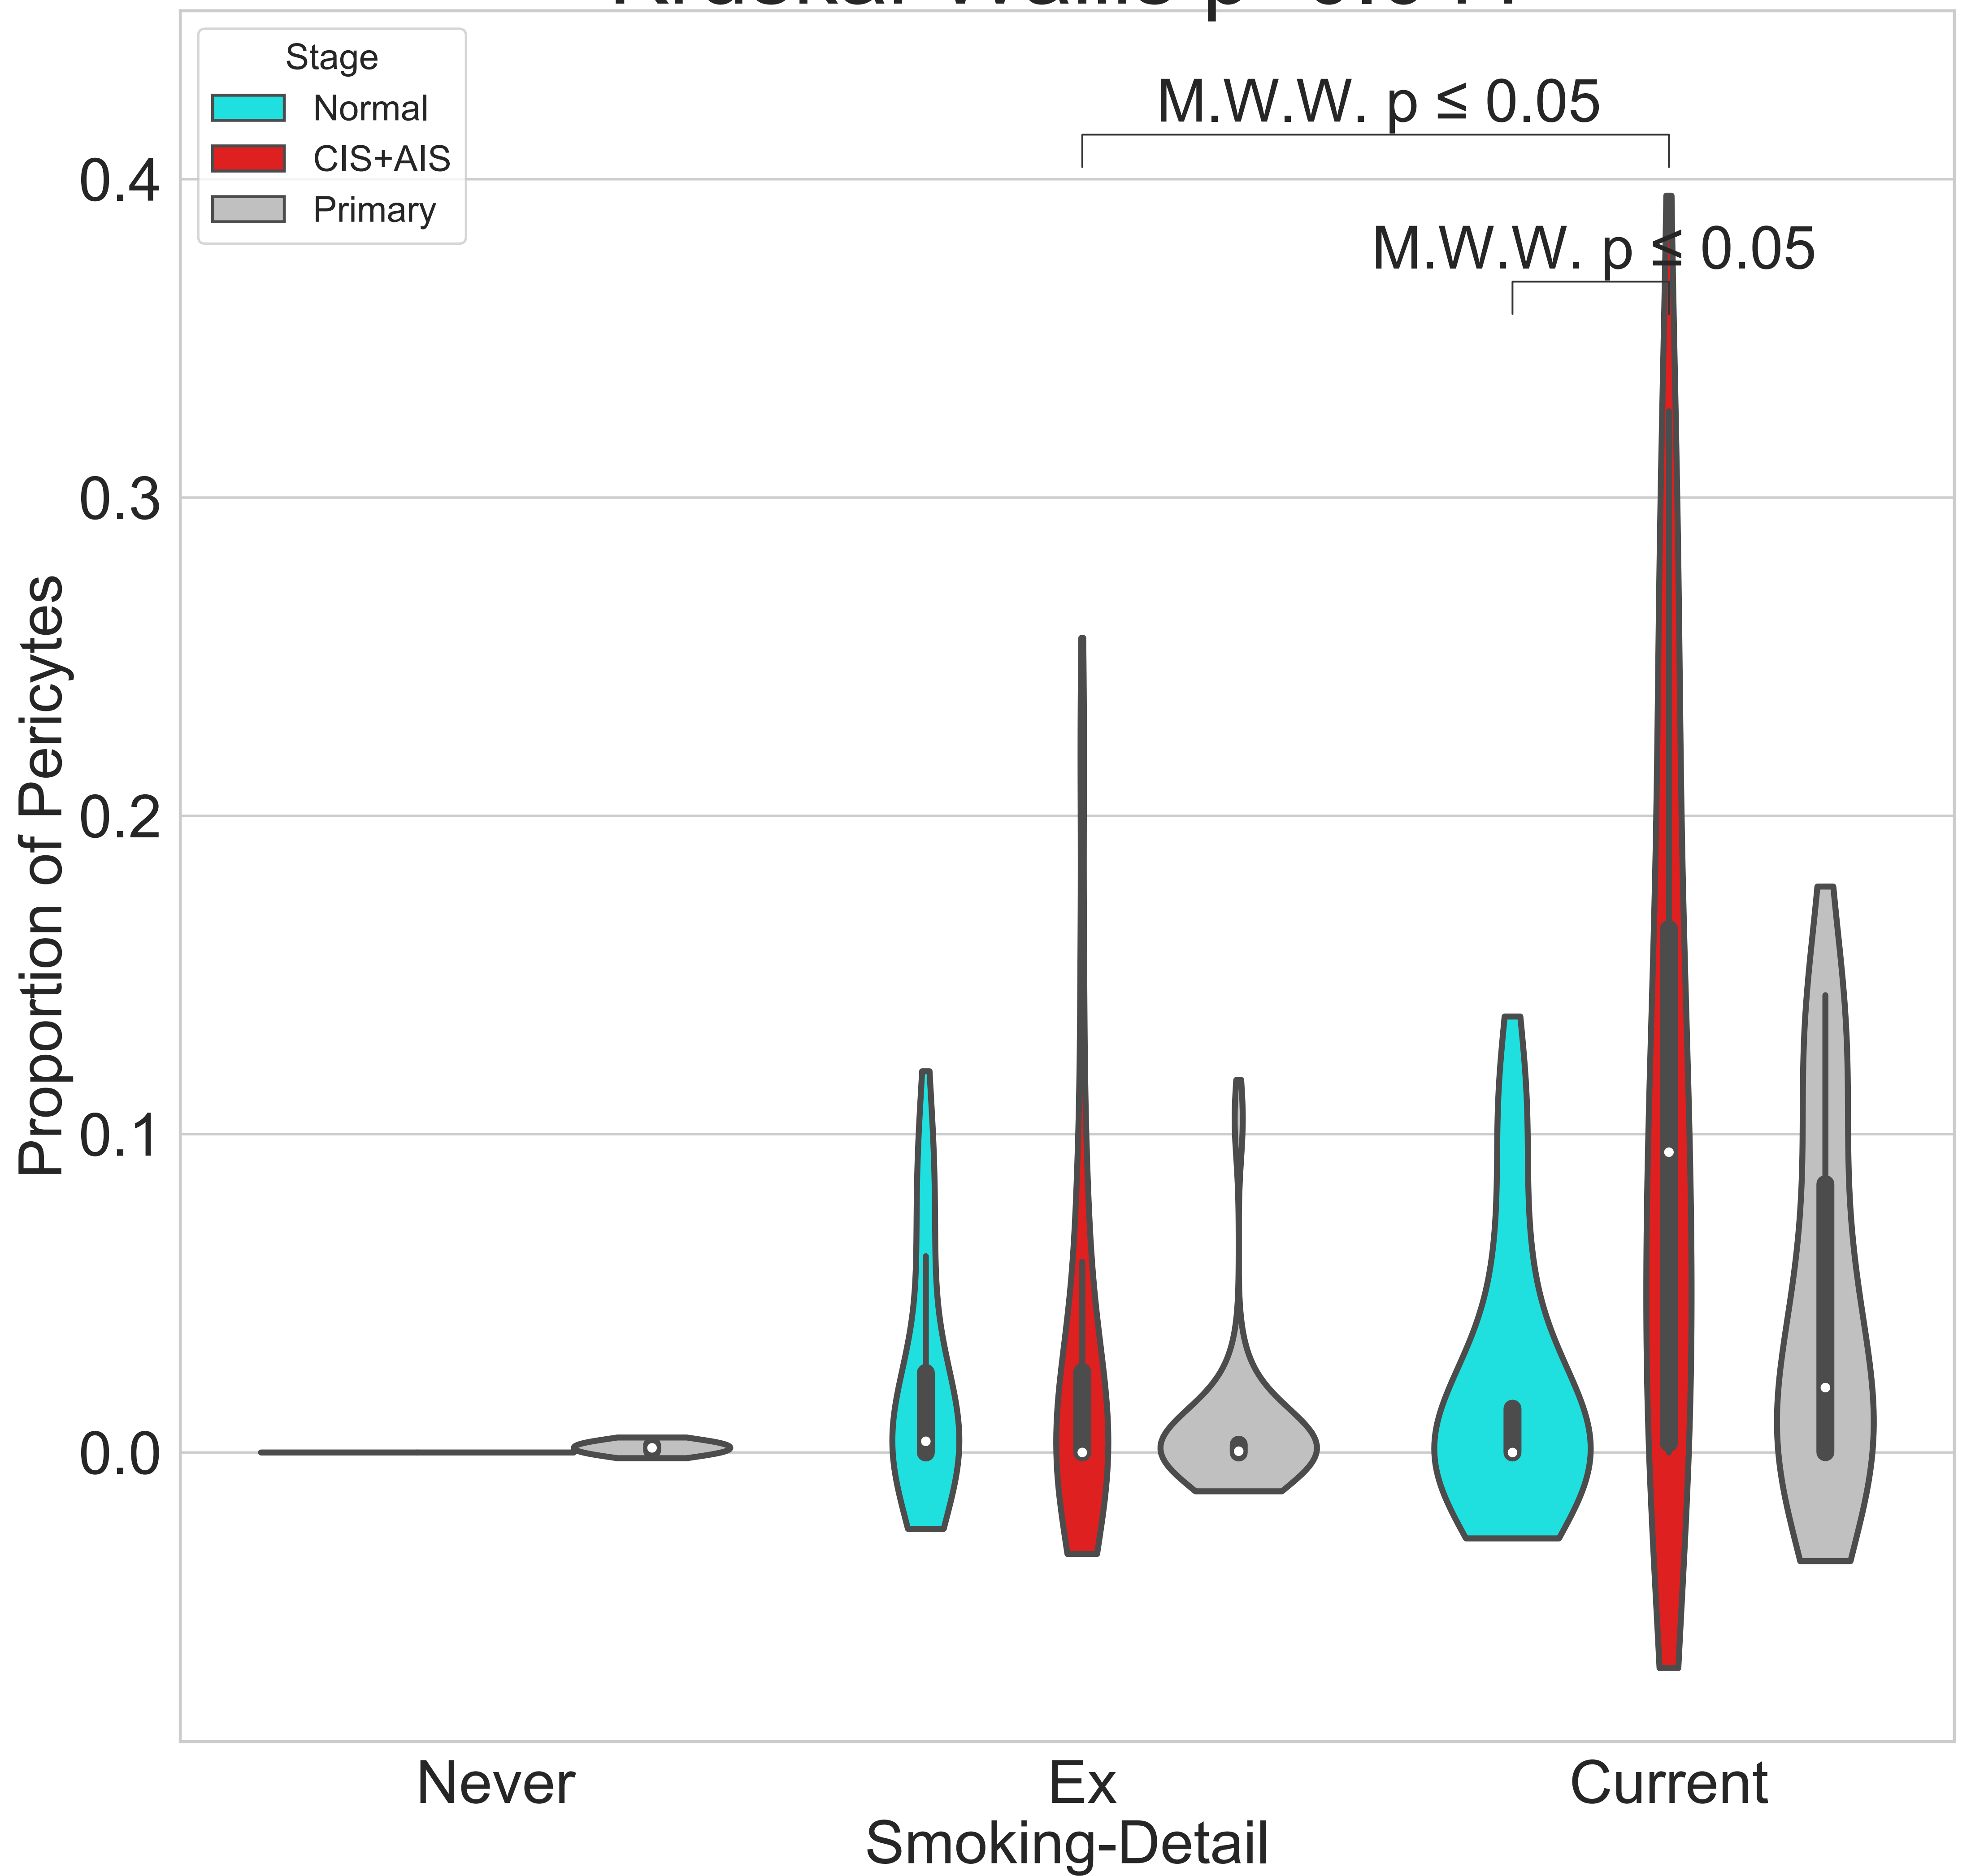 Stage
Normal
CIS+AIS
Primary
M.W.W. p ≤ 0.05
M.W.W. p ≤ 0.05
0.4
0.3
0.2
0.1
0.0
Proportion of Pericytes
Never
Ex
Current
Smoking-Detail